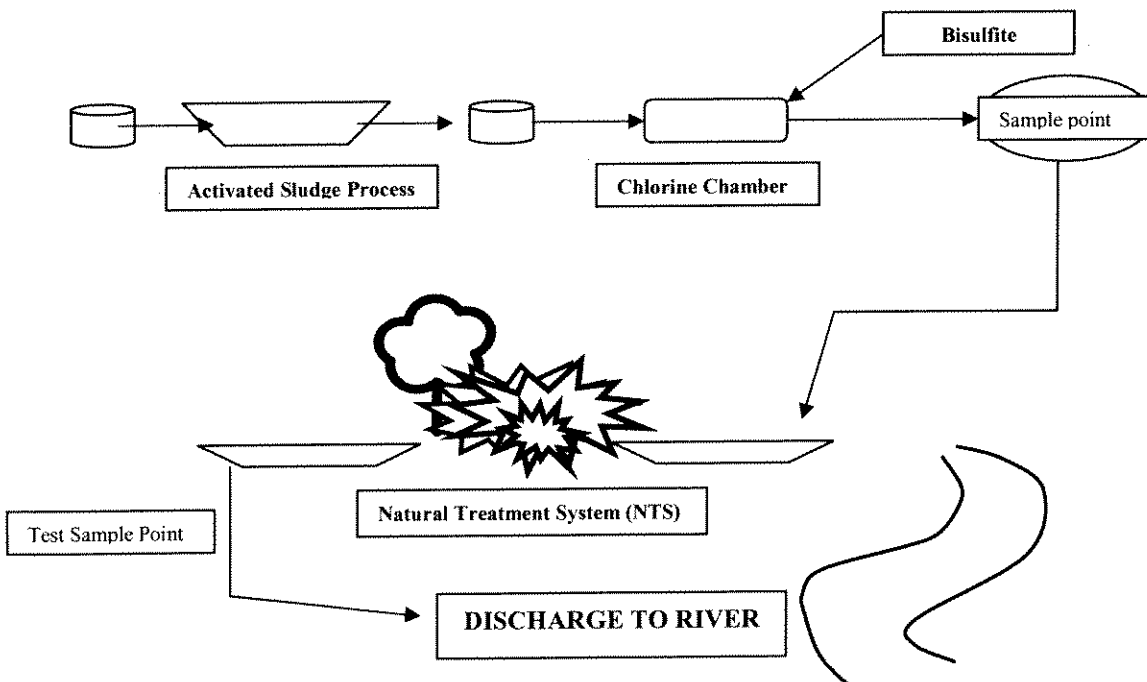 Bisulfite
Sample point
Activated Sludge Process
Chlorine Chamber
Natural Treatment System (NTS)
Test Sample Point
DISCHARGE TO RIVER